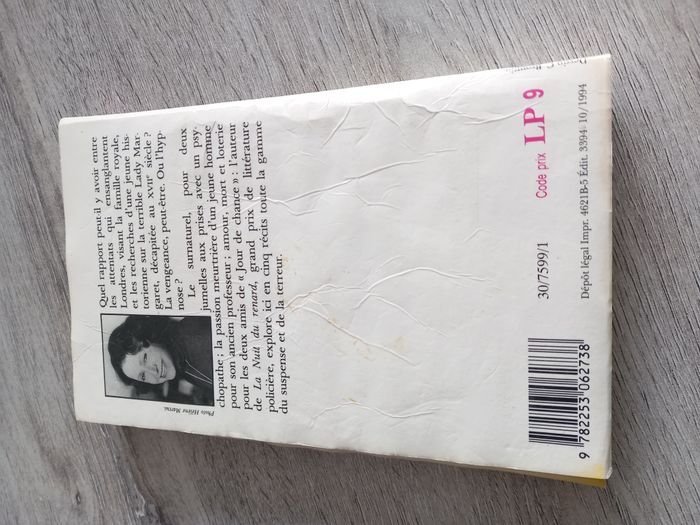 Quel rapport peut-il y avoir entre
les attentats qui ensanglantent
Londres, visant la famille royale,
et les recherches d'une jeune his-
torienne sur la terrible Lady Mar-
garet, décapitée au XVIIe siècle ?
La vengeance, peut-être. Ou l'hyp-
nose ?
Le surnaturel, pour deux
jumelles aux prises avec un psy-
chopathe ; la passion meurtrière d'un jeune homme
pour son ancien professeur ; amour, mort et loterie
pour les deux amis de « Jour de chance » : l'auteur
de La Nuit du renard, grand prix de littérature
policière, explore ici en cinq récits toute la gamme
du suspense et de la terreur.
Photo Hélène Marcus.
Dessin C.
30/7599/1
Code prix LP 9
Dépôt légal Impr. 4621B-5 Édit. 3394- 10/1994
9 782253 062738